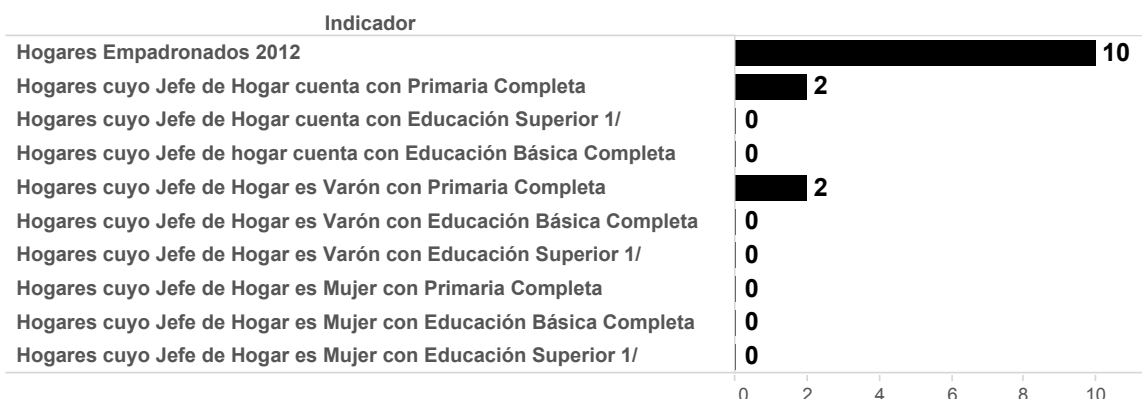 Indicador
Hogares Empadronados 2012 10
Hogares cuyo Jefe de Hogar cuenta con Primaria Completa 2
Hogares cuyo Jefe de Hogar cuenta con Educación Superior 1/ 0
Hogares cuyo Jefe de hogar cuenta con Educación Básica Completa 0
Hogares cuyo Jefe de Hogar es Varón con Primaria Completa 2
Hogares cuyo Jefe de Hogar es Varón con Educación Básica Completa 0
Hogares cuyo Jefe de Hogar es Varón con Educación Superior 1/ 0
Hogares cuyo Jefe de Hogar es Mujer con Primaria Completa 0
Hogares cuyo Jefe de Hogar es Mujer con Educación Básica Completa 0
Hogares cuyo Jefe de Hogar es Mujer con Educación Superior 1/ 0
0 2 4 6 8 10